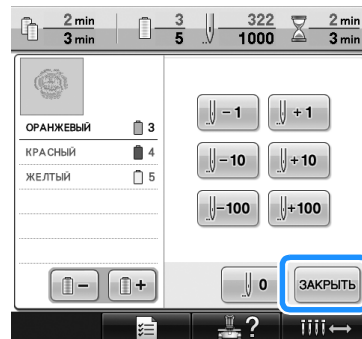 2 min 3 322 2 min
3 min 5 1000 3 min
ОРАНЖЕВЫЙ 3
КРАСНЫЙ 4
ЖЕЛТЫЙ 5
-1 +1
-10 +10
-100 +100
- + 0 ЗАКРЫТЬ
?